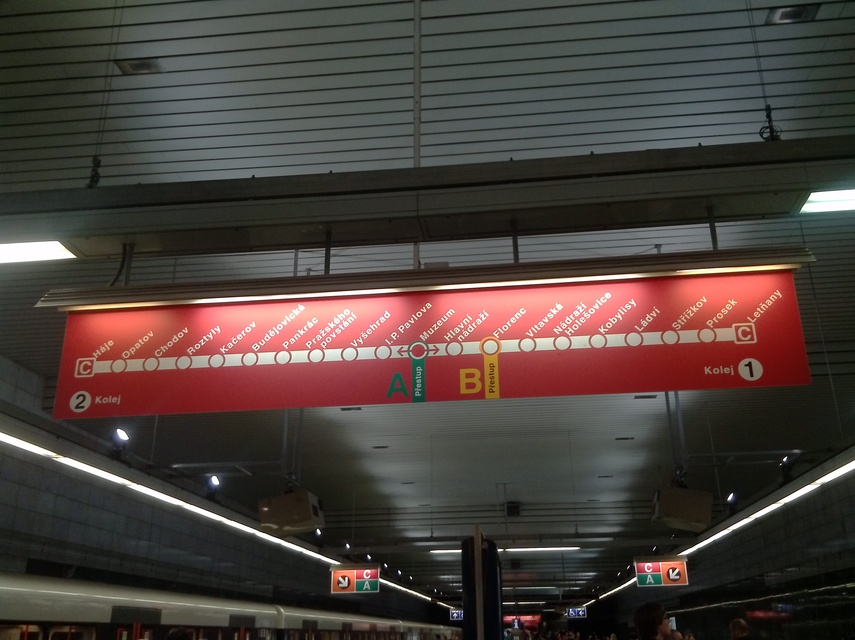 C
Háje
Opatov
Chodov
Roztyly
Kačerov
Budějovická
Pankrác
Pražského
povstání
Vyšehrad
I.P. Pavlova
Muzeum
Hlavní
nádraží
Florenc
Vltavská
Nádraží
Holešovice
Kobylisy
Ládví
Střížkov
Prosek
Letňany
C
A Přestup
B Přestup
2 Kolej
Kolej 1
C
A
C
A